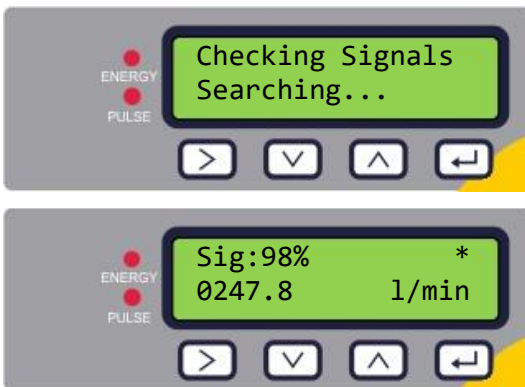 Checking Signals
ENERGY
Searching...
PULSE
Sig:98% *
ENERGY
0247.8 l/min
PULSE